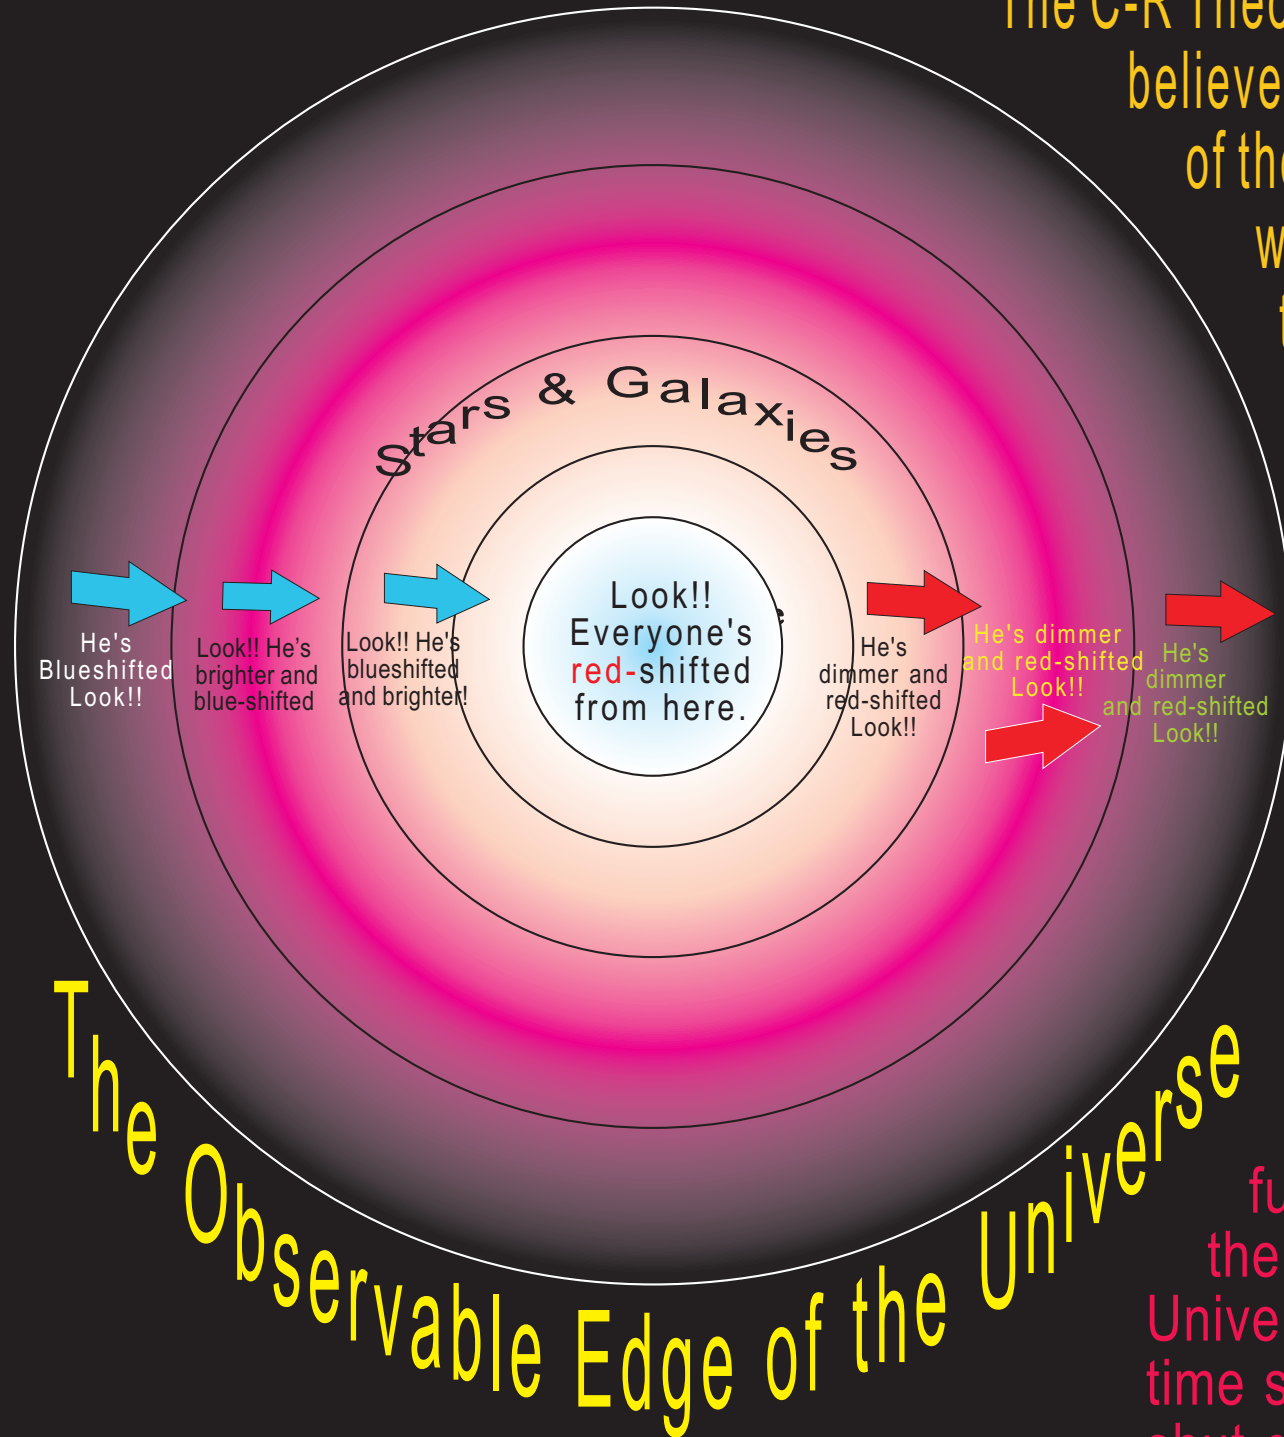 The C-R
believe
of the
Stars & Galaxies
Look!!
Everyone's
red-shifted
from here.
He's
Blueshifted
Look!!
Look!! He’s
brighter and
blue-shifted
Look!! He's
blueshifted
and brighter!
He's
dimmer and
red-shifted
Look!!
He's dimmer
and red-shifted
Look!!
He's
dimmer
and red-shifted
Look!!
The Observable Edge of the Universe
the
time